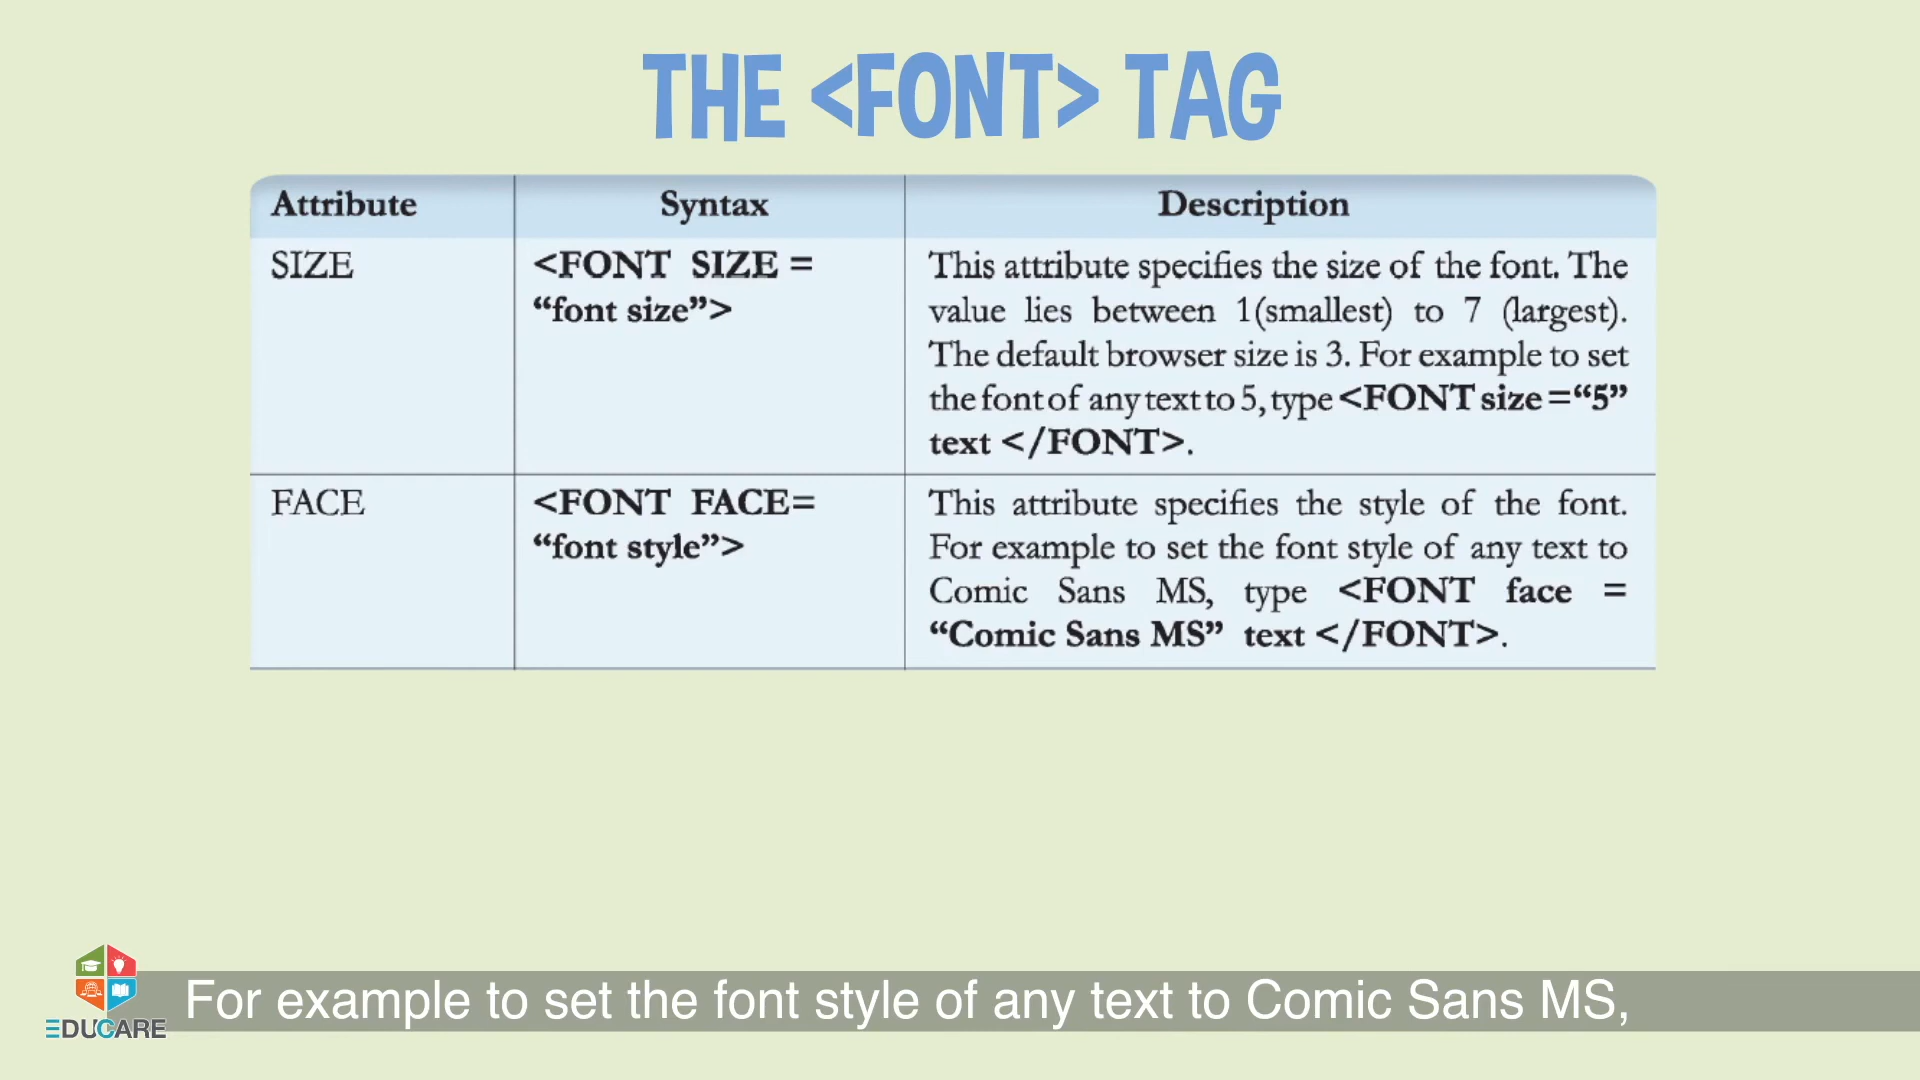 THE <FONT> TAG
Attribute Syntax Description
SIZE
<FONT SIZE =
“font size”>
This attribute specifies the size of the font. The
value lies between 1(smallest) to 7 (largest).
The default browser size is 3. For example to set
the font of any text to 5, type <FONT size =“5”
text </FONT>.
FACE
<FONT FACE=
“font style”>
This attribute specifies the style of the font.
For example to set the font style of any text to
Comic Sans MS, type <FONT face =
“Comic Sans MS” text </FONT>.
For example to set the font style of any text to Comic Sans MS,
EDUCARE